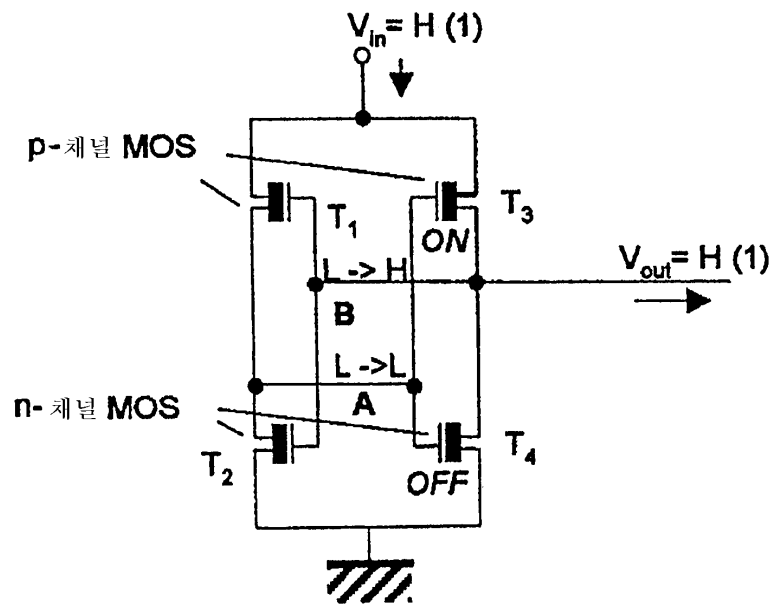 V_in= H (1)
p-채널 MOS
T_1
T_3
ON
L -> H
V_out= H (1)
B
L ->L
A
n- 채널 MOS
T_2
T_4
OFF